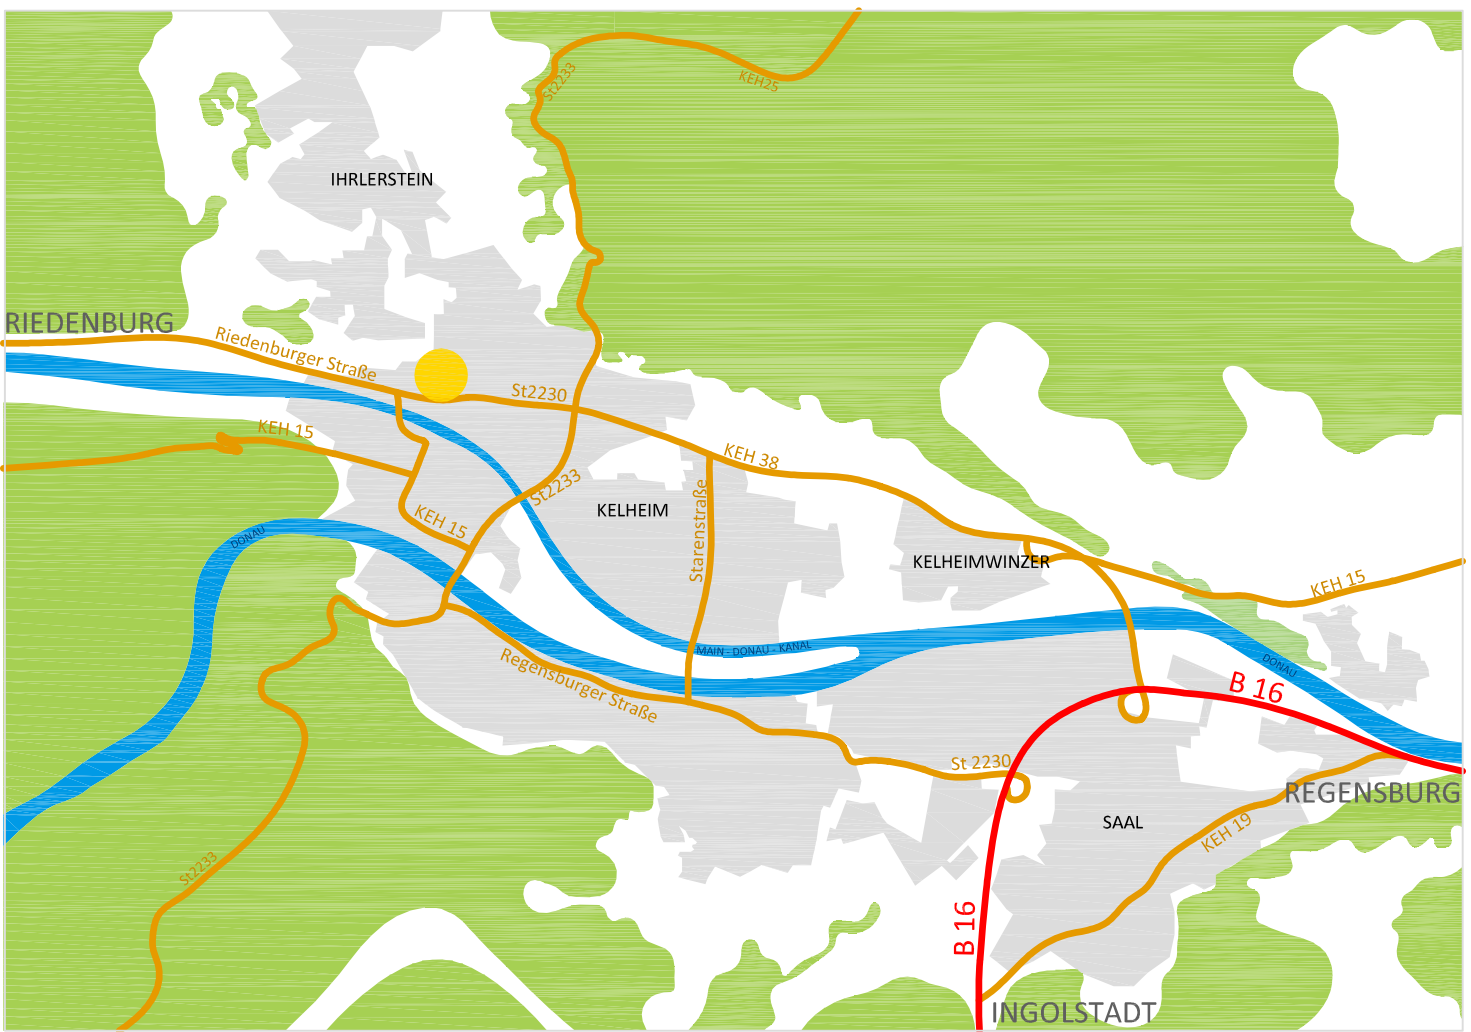 St2233
KEH25
IHRLERSTEIN
RIEDENBURG
Riedenburger Straße
St2230
KEH 15
KEH 38
St2233
Starenstraße
KELHEIM
KEH 15
DONAU
KELHEIMWINZER
KEH 15
MAIN - DONAU - KANAL
DONAU
Regensburger Straße
B 16
St 2230
REGENSBURG
SAAL
KEH 19
St2233
B 16
INGOLSTADT